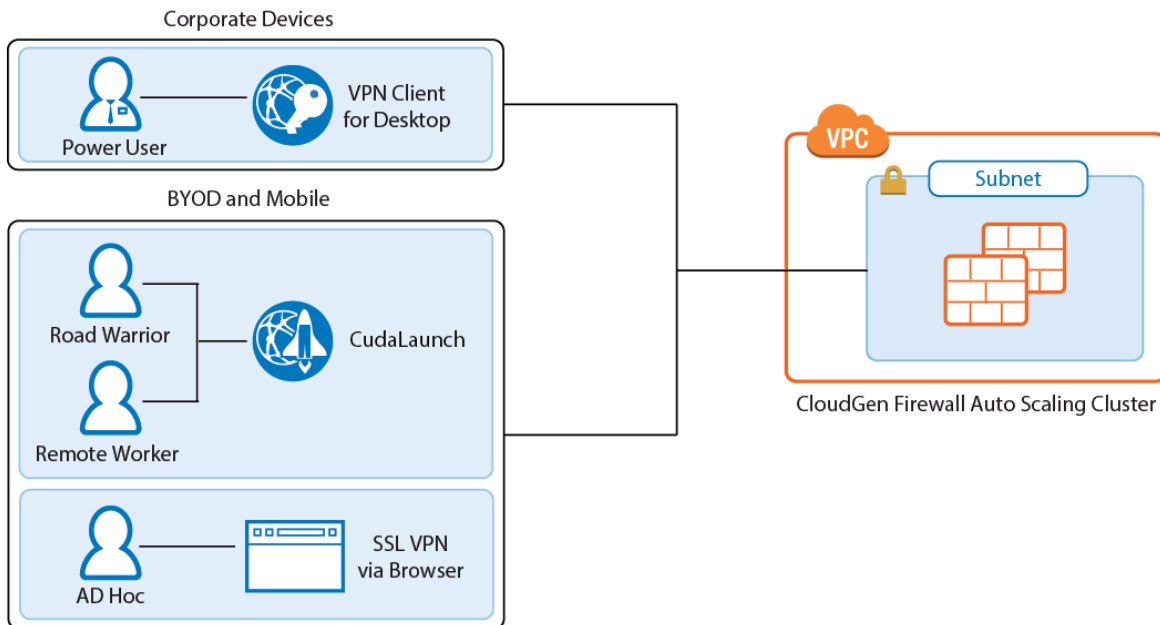 Corporate Devices
Power User
VPN Client
for Desktop
BYOD and Mobile
Road Warrior
CudaLaunch
Remote Worker
AD Hoc
SSL VPN
via Browser
VPC
Subnet
CloudGen Firewall Auto Scaling Cluster